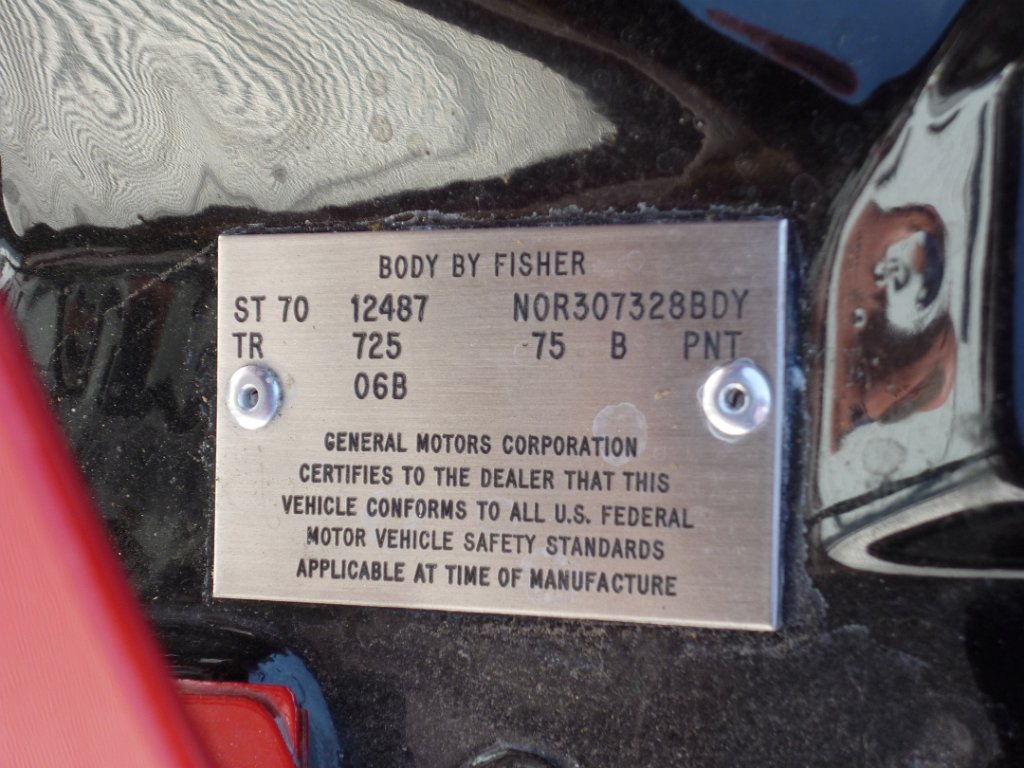 BODY BY FISHER
ST 70 12487 NOR307328BDY
TR 725 75 B PNT
06B
GENERAL MOTORS CORPORATION
CERTIFIES TO THE DEALER THAT THIS
VEHICLE CONFORMS TO ALL U.S. FEDERAL
MOTOR VEHICLE SAFETY STANDARDS
APPLICABLE AT TIME OF MANUFACTURE